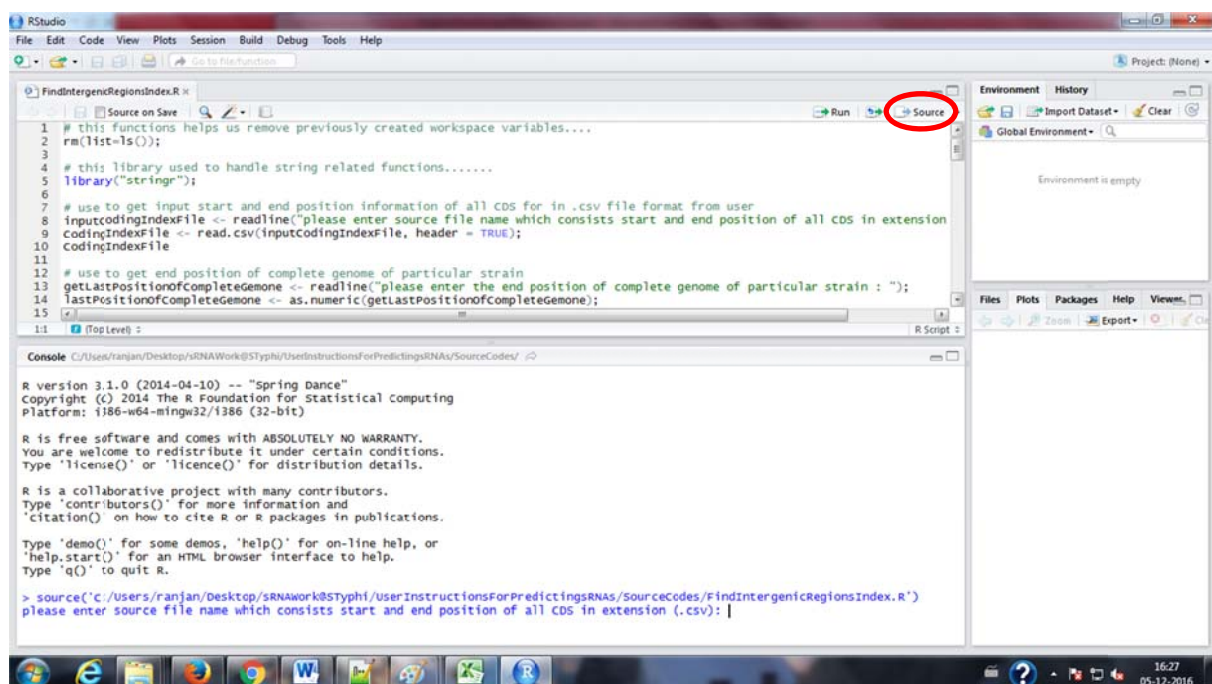 RStudio
File Edit Code View Plots Session Build Debug Tools Help
Go to file/function
Project: (None)
FindIntergenicRegionsIndex.R
Source on Save
Run
Source
1 # this functions helps us remove previously created workspace variables....
2 rm(list=ls());
3
4 # this library used to handle string related functions.......
5 library("stringr");
6
7 # use to get input start and end position information of all CDS for in .csv file format from user
8 inputCodingIndexFile <- readline("please enter source file name which consists start and end position of all CDS in extension
9 codingIndexFile <- read.csv(inputCodingIndexFile, header = TRUE);
10 codingIndexFile
11
12 # use to get end position of complete genome of particular strain
13 getLastPositionOfCompleteGemone <- readline("please enter the end position of complete genome of particular strain : ");
14 lastPositionOfCompleteGemone <- as.numeric(getLastPositionOfCompleteGemone);
15
1:1 (Top Level) R Script
Environment History
Import Dataset Clear
Global Environment
Environment is empty
Files Plots Packages Help Viewer
Zoom Export
Console C:/Users/ranjan/Desktop/sRNAWork@STyphi/UserInstructionsForPredictingsRNAs/SourceCodes/
R version 3.1.0 (2014-04-10) -- "Spring Dance"
Copyright (C) 2014 The R Foundation for Statistical Computing
Platform: i386-w64-mingw32/i386 (32-bit)
R is free software and comes with ABSOLUTELY NO WARRANTY.
You are welcome to redistribute it under certain conditions.
Type 'license()' or 'licence()' for distribution details.
R is a collaborative project with many contributors.
Type 'contributors()' for more information and
'citation()' on how to cite R or R packages in publications.
Type 'demo()' for some demos, 'help()' for on-line help, or
'help.start()' for an HTML browser interface to help.
Type 'q()' to quit R.
> source('C:/Users/ranjan/Desktop/sRNAWork@STyphi/UserInstructionsForPredictingsRNAs/SourceCodes/FindIntergenicRegionsIndex.R')
please enter source file name which consists start and end position of all CDS in extension (.csv):
16:27
05-12-2016